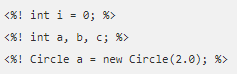 <%! int i = 0; %>
<%! int a, b, c; %>
<%! Circle a = new Circle(2.0); %>